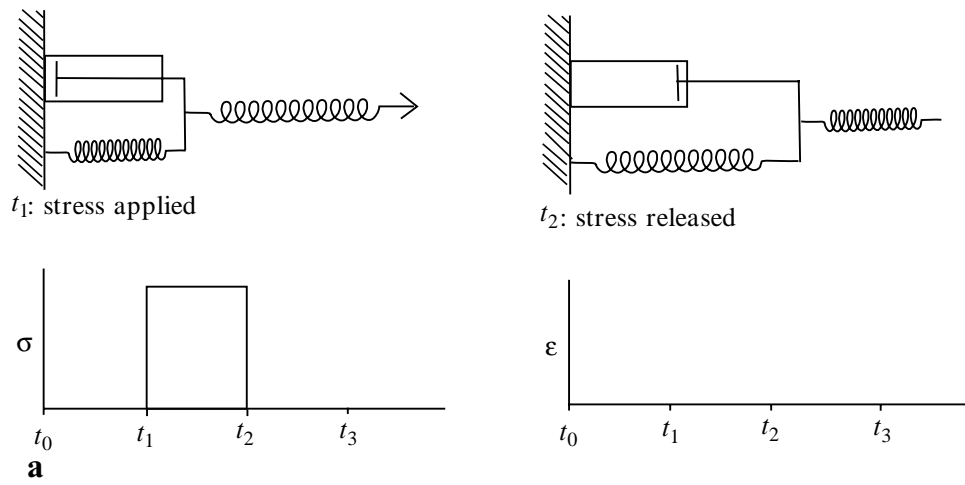 t₁: stress applied
t₂: stress released
σ
t₀ t₁ t₂ t₃
ε
t₀ t₁ t₂ t₃
a